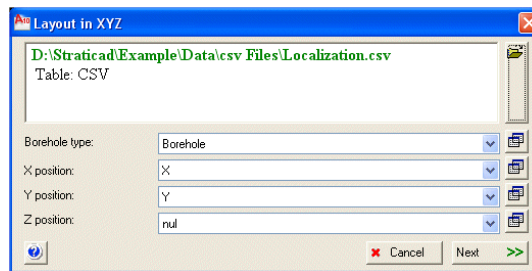 Layout in XYZ
D:\Straticad\Example\Data\csv Files\Localization.csv
Table: CSV
Borehole type: Borehole
X position: X
Y position: Y
Z position: nul
Cancel Next >>